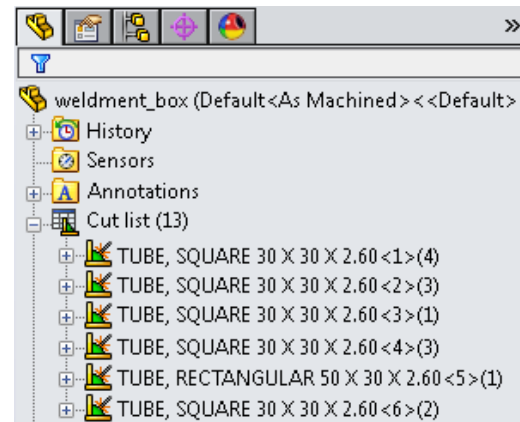 »
weldment_box (Default<As Machined><<Default>
History
Sensors
A Annotations
Cut list (13)
TUBE, SQUARE 30 X 30 X 2.60<1>(4)
TUBE, SQUARE 30 X 30 X 2.60<2>(3)
TUBE, SQUARE 30 X 30 X 2.60<3>(1)
TUBE, SQUARE 30 X 30 X 2.60<4>(3)
TUBE, RECTANGULAR 50 X 30 X 2.60<5>(1)
TUBE, SQUARE 30 X 30 X 2.60<6>(2)